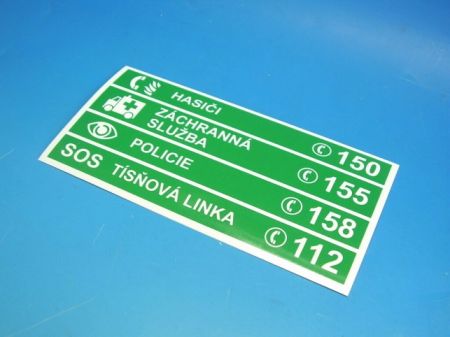 HASIČI 150
ZÁCHRANNÁ
SLUŽBA 155
POLICIE 158
SOS TÍSŇOVÁ LINKA 112